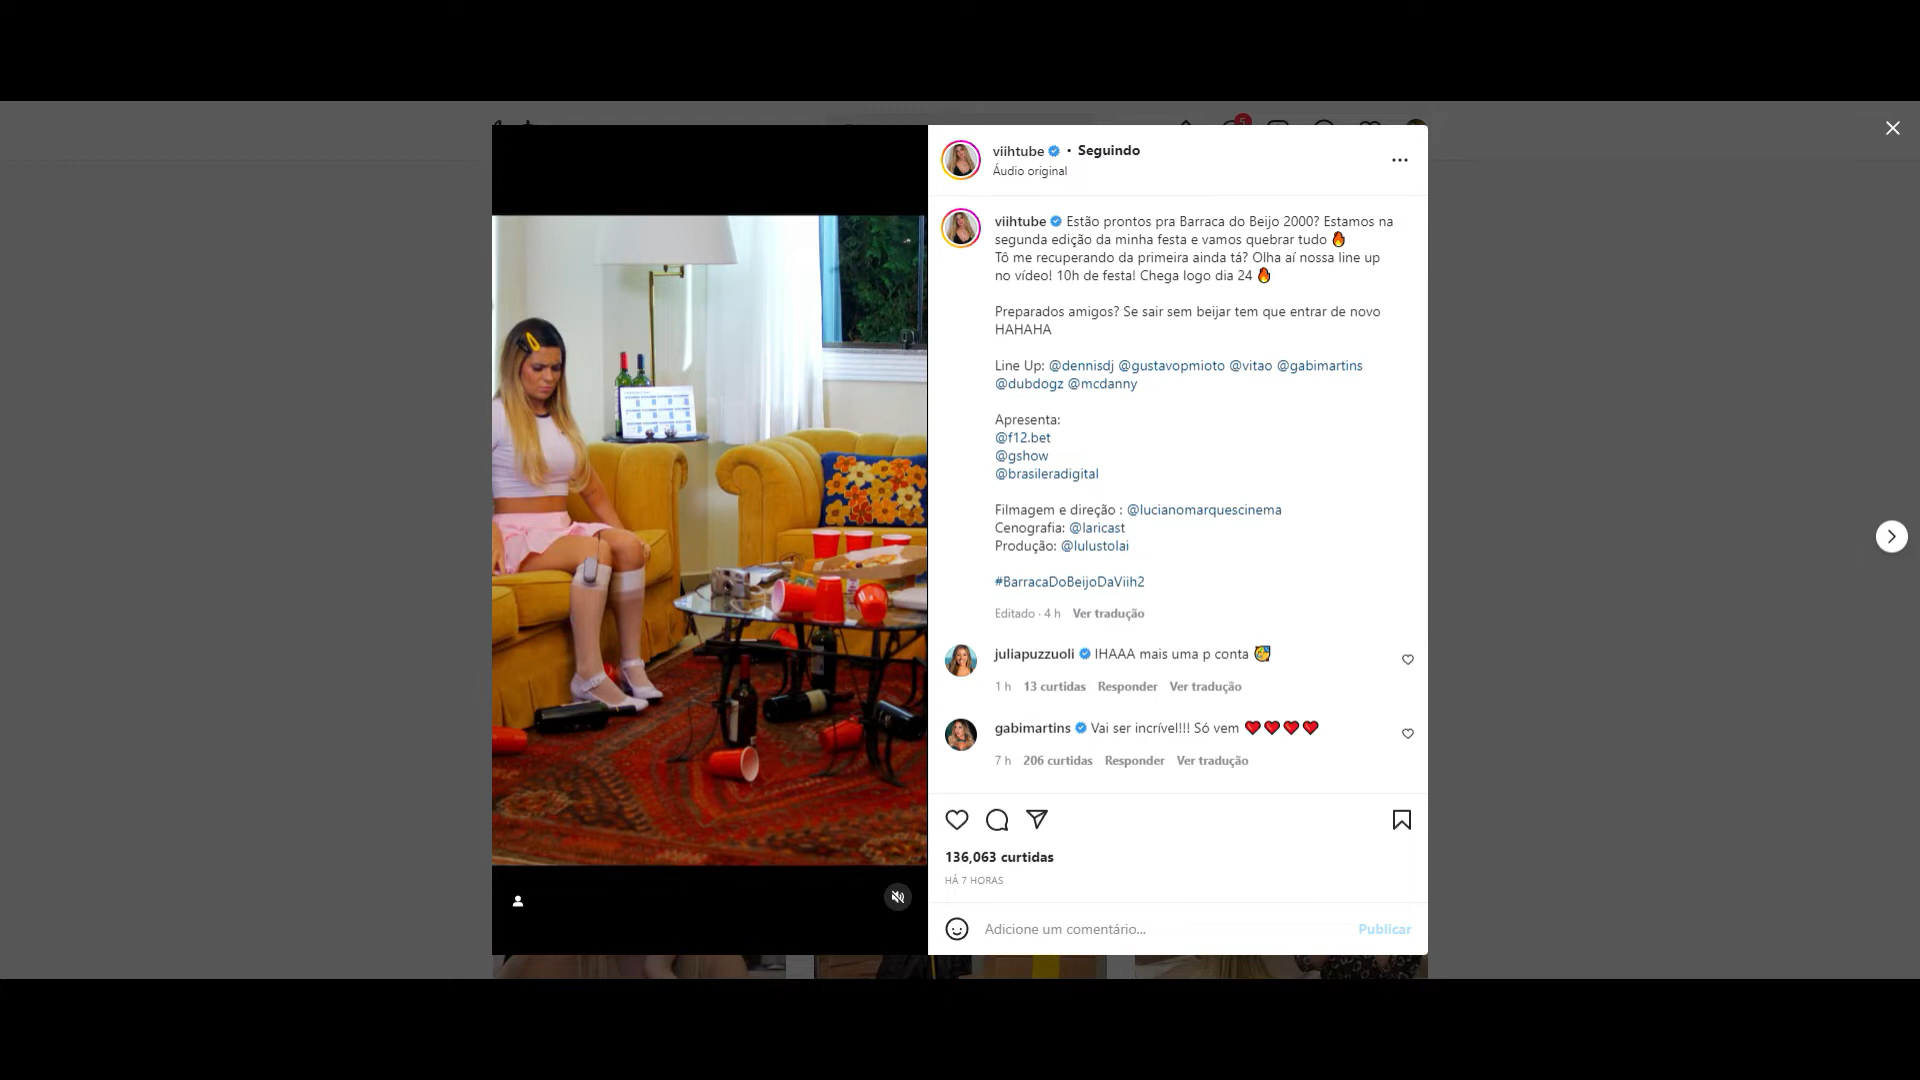 5
viihtube • Seguindo
Áudio original
viihtube Estão prontos pra Barraca do Beijo 2000? Estamos na
segunda edição da minha festa e vamos quebrar tudo 🔥
Tô me recuperando da primeira ainda tá? Olha aí nossa line up
no vídeo! 10h de festa! Chega logo dia 24 🔥
Preparados amigos? Se sair sem beijar tem que entrar de novo
HAHAHA
Line Up: @dennisdj @gustavopmioto @vitao @gabimartins
@dubdogz @mcdanny
Apresenta:
@f12.bet
@gshow
@brasileradigital
Filmagem e direção : @lucianomarquescinema
Cenografia: @laricast
Produção: @lulustolai
#BarracaDoBeijoDaViih2
Editado · 4 h Ver tradução
juliapuzzuoli IHAAA mais uma p conta 🥳
1 h 13 curtidas Responder Ver tradução
gabimartins Vai ser incrível!!! Só vem ❤️❤️❤️❤️
7 h 206 curtidas Responder Ver tradução
136,063 curtidas
HÁ 7 HORAS
Adicione um comentário... Publicar